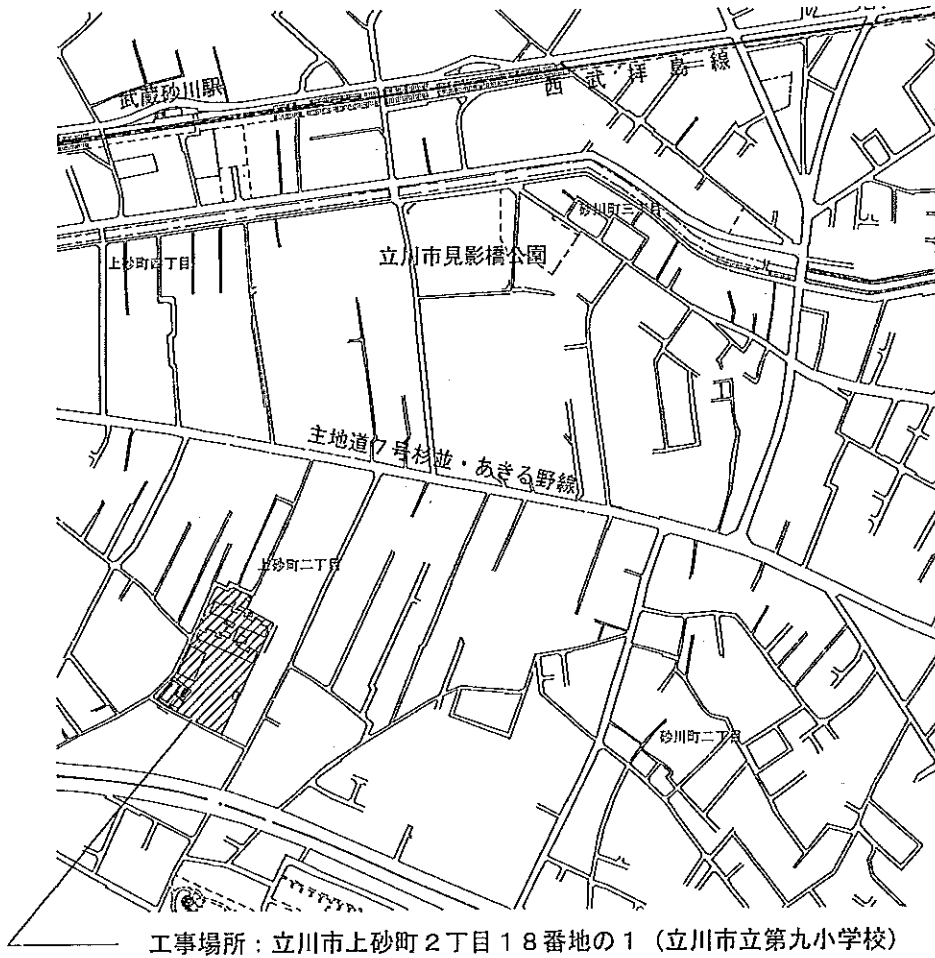 武蔵砂川駅
西武拝島線
砂川町三丁目
立川市見影橋公園
上砂町四丁目
主地道7号杉並・あきる野線
上砂町二丁目
砂川町二丁目
工事場所：立川市上砂町２丁目１８番地の１（立川市立第九小学校）